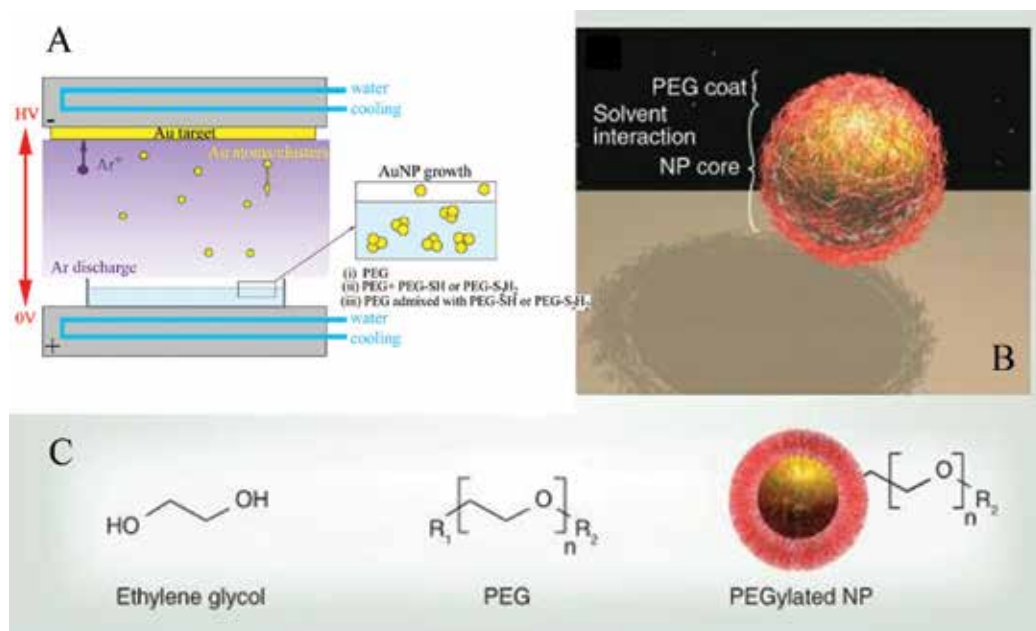 A
water
cooling
HV
-
Au target
Ar⁺
Au atoms/clusters
AuNP growth
Ar discharge
(i) PEG
(ii) PEG+ PEG-SH or PEG-S₂H₂
(iii) PEG admixed with PEG-SH or PEG-S₂H₂
0V
water
+
cooling
B
PEG coat
Solvent
interaction
NP core
C
HO
OH
Ethylene glycol
R₁
O
n
R₂
PEG
O
n
R₂
PEGylated NP